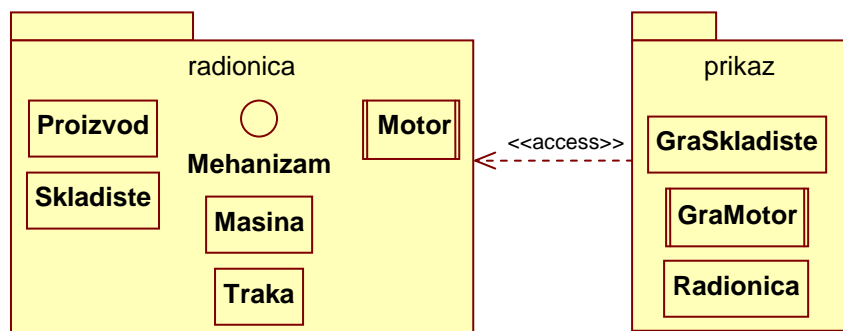 radionica
Proizvod
Mehanizam
Motor
Skladiste
Masina
Traka
<<access>>
prikaz
GraSkladiste
GraMotor
Radionica